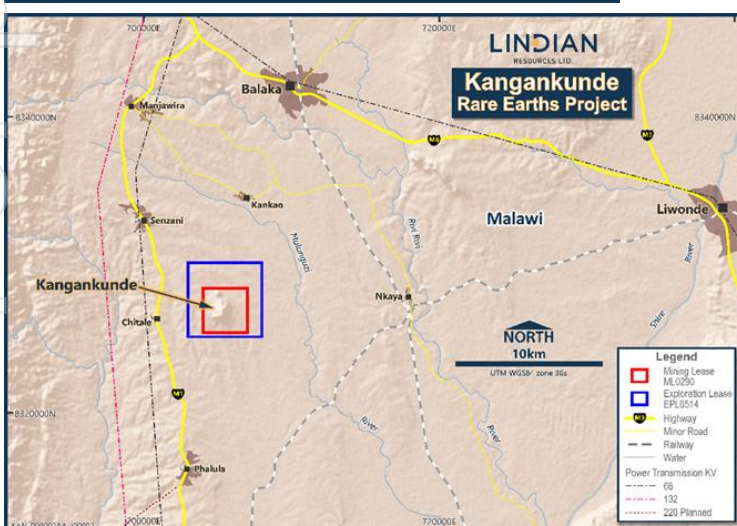 700000E
720000E
LINDIAN
RESOURCES LTD.
Kangankunde
Rare Earths Project
Balaka
Manjawira
8340000N
8340000N
M8
M3
Kankao
Senzani
Malawi
Liwonde
Rivi Rivi
Mulunguzi
River
Kangankunde
Nkaya
Shire
Chitale
NORTH
10km
UTM WGS84 zone 36s
Legend
Mining Lease
ML0290
Exploration Lease
EPL0514
Highway
Minor Road
Railway
Water
Power Transmission KV
66
132
220 Planned
M1
8320000N
River
River
Phalula
700000E
720000E